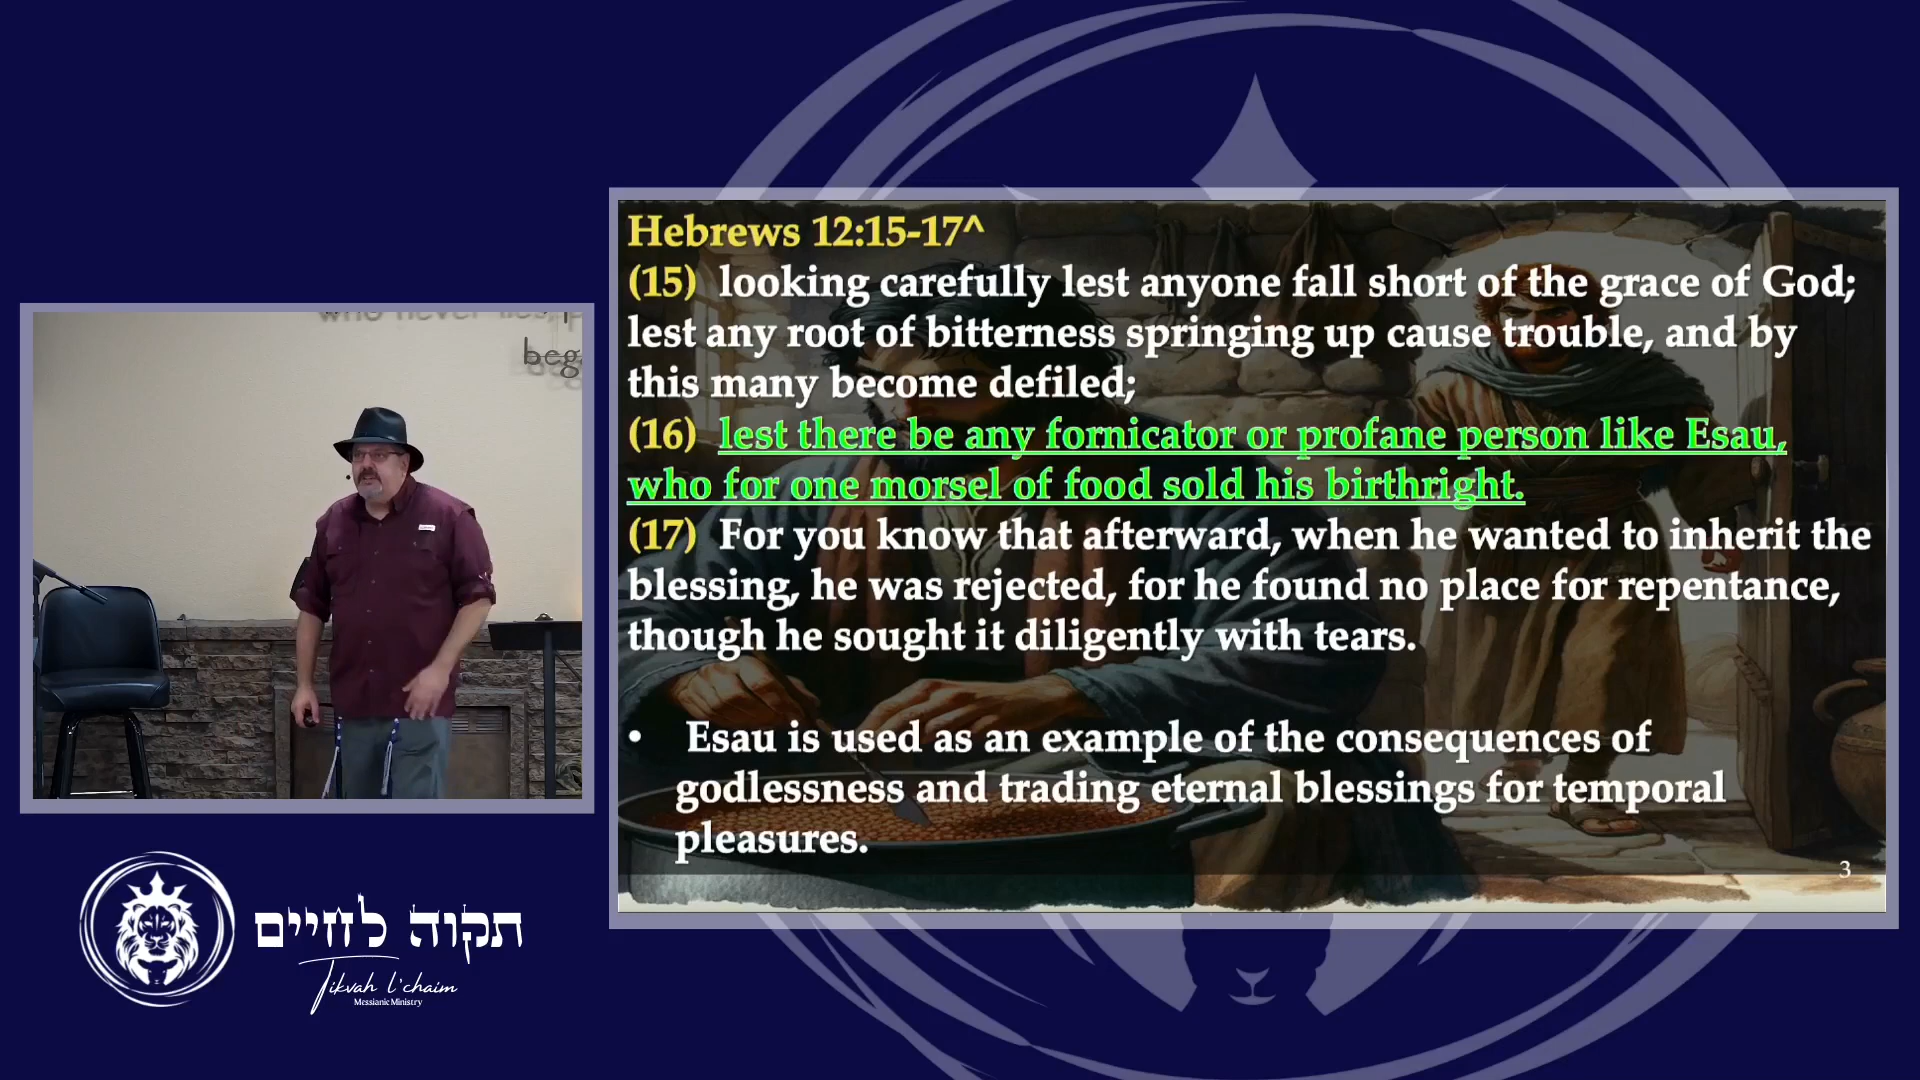 who never lies, p
beg
Hebrews 12:15-17^
(15) looking carefully lest anyone fall short of the grace of God;
lest any root of bitterness springing up cause trouble, and by
this many become defiled;
(16) lest there be any fornicator or profane person like Esau,
who for one morsel of food sold his birthright.
(17) For you know that afterward, when he wanted to inherit the
blessing, he was rejected, for he found no place for repentance,
though he sought it diligently with tears.
• Esau is used as an example of the consequences of
godlessness and trading eternal blessings for temporal
pleasures.
3
תקוה לחיים
Tikvah l'chaim
Messianic Ministry